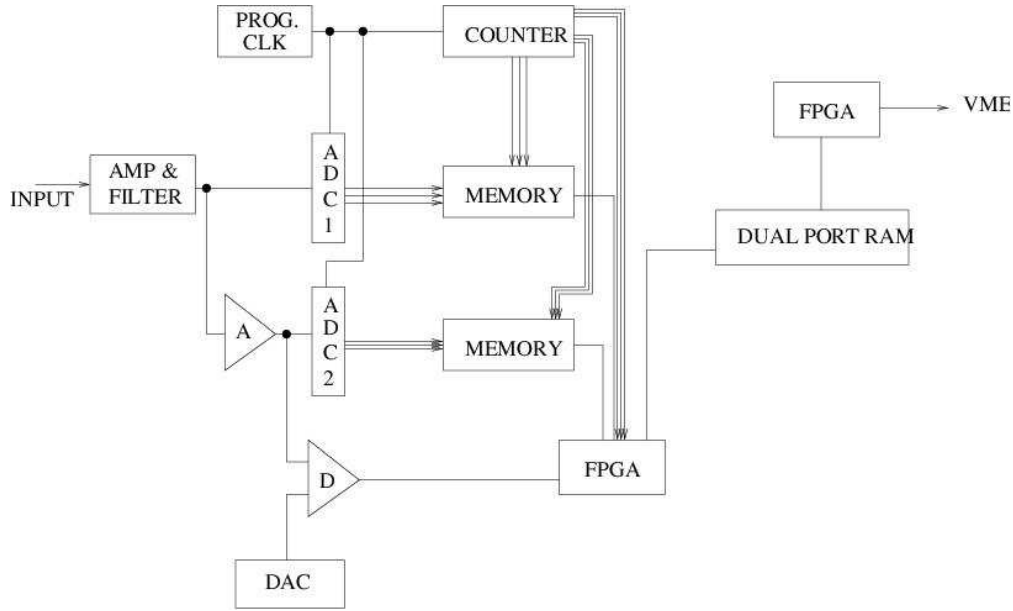 PROG.
CLK
COUNTER
FPGA
VME
INPUT
AMP &
FILTER
A
D
C
1
MEMORY
DUAL PORT RAM
A
A
D
C
2
MEMORY
D
FPGA
DAC